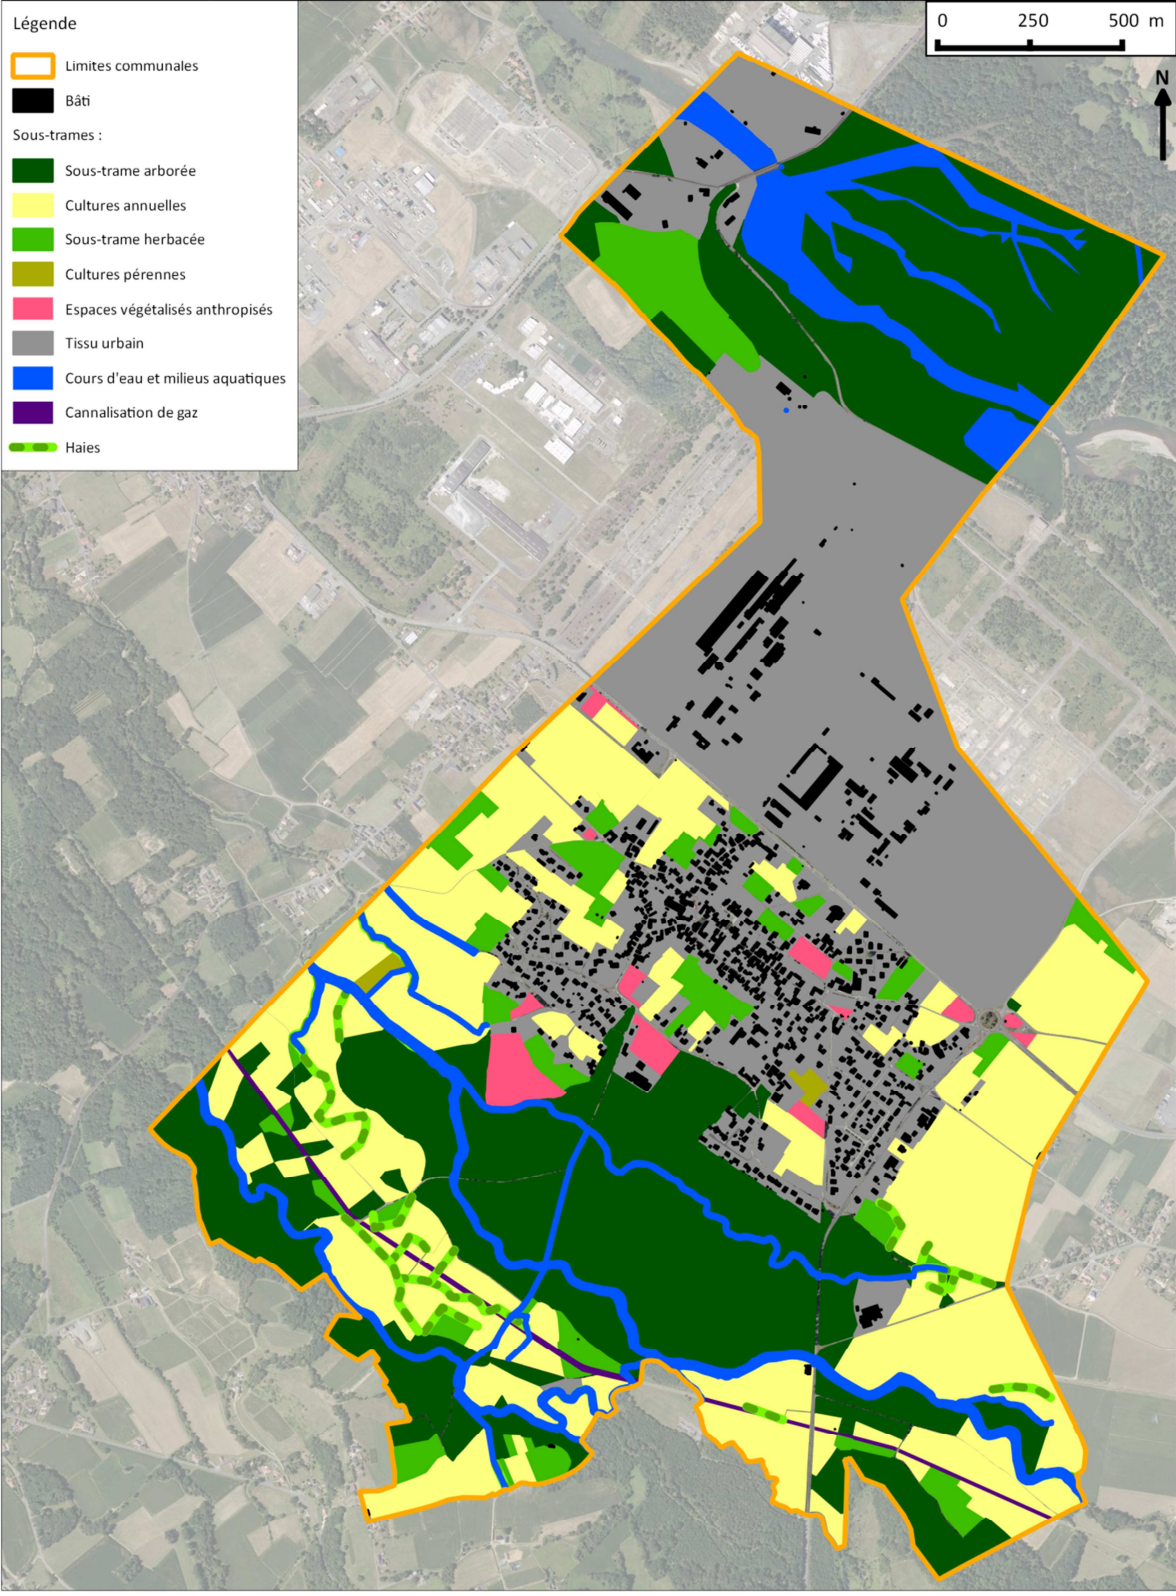 Légende
Limites communales
Bâti
Sous-trames :
Sous-trame arborée
Cultures annuelles
Sous-trame herbacée
Cultures pérennes
Espaces végétalisés anthropisés
Tissu urbain
Cours d'eau et milieus aquatiques
Cannalisation de gaz
Haies
0 250 500 m
N